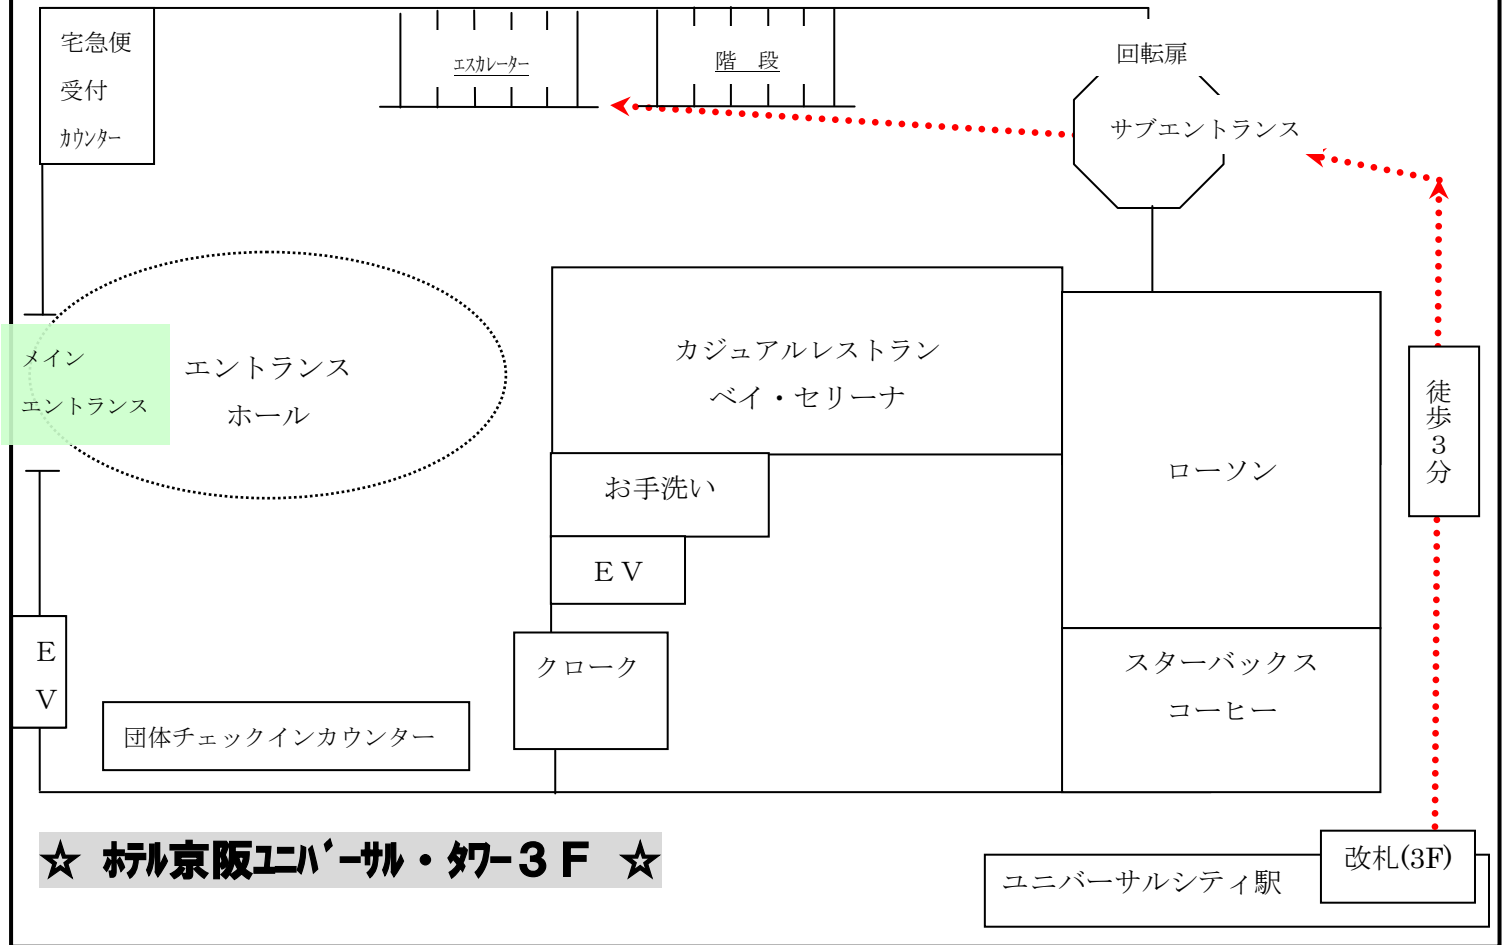 宅急便
受付
ｶｳﾝﾀｰ
ｴｽｶﾚｰﾀｰ
階　段
回転扉
サブエントランス
メイン
エントランス
エントランス
ホール
カジュアルレストラン
ベイ・セリーナ
お手洗い
ＥＶ
クローク
Ｅ
Ｖ
団体チェックインカウンター
ローソン
スターバックス
コーヒー
徒歩３分
☆ ﾎﾃﾙ京阪ﾕﾆﾊﾞｰｻﾙ・ﾀﾜｰ３Ｆ ☆
改札(3F)
ユニバーサルシティ駅